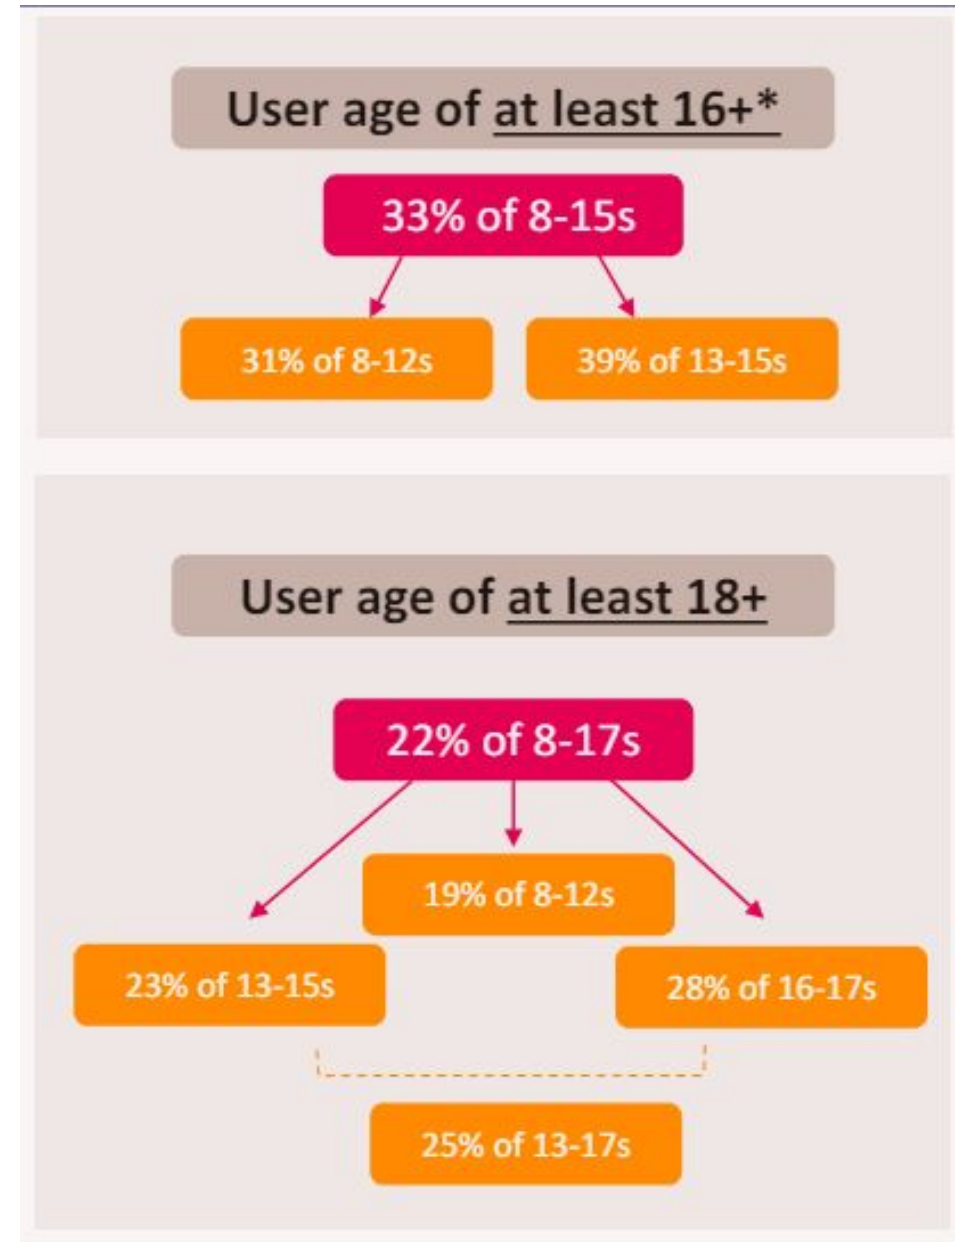 User age of at least 16+*
33% of 8-15s
31% of 8-12s
39% of 13-15s
User age of at least 18+
22% of 8-17s
19% of 8-12s
23% of 13-15s
28% of 16-17s
25% of 13-17s